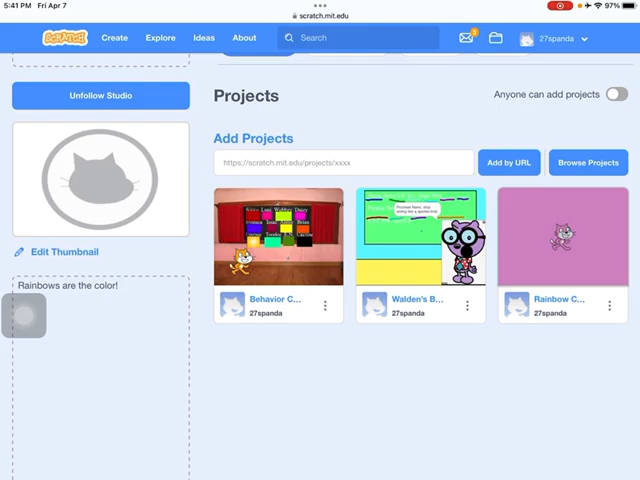 5:41 PM Fri Apr 7
97%
scratch.mit.edu
SCRATCH Create Explore Ideas About Search 27spanda
Unfollow Studio
Projects
Anyone can add projects
Add Projects
https://scratch.mit.edu/projects/xxxx
Add by URL
Browse Projects
Edit Thumbnail
Rainbows are the color!
Behavior C...
27spanda
Walden's B...
27spanda
Rainbow C...
27spanda